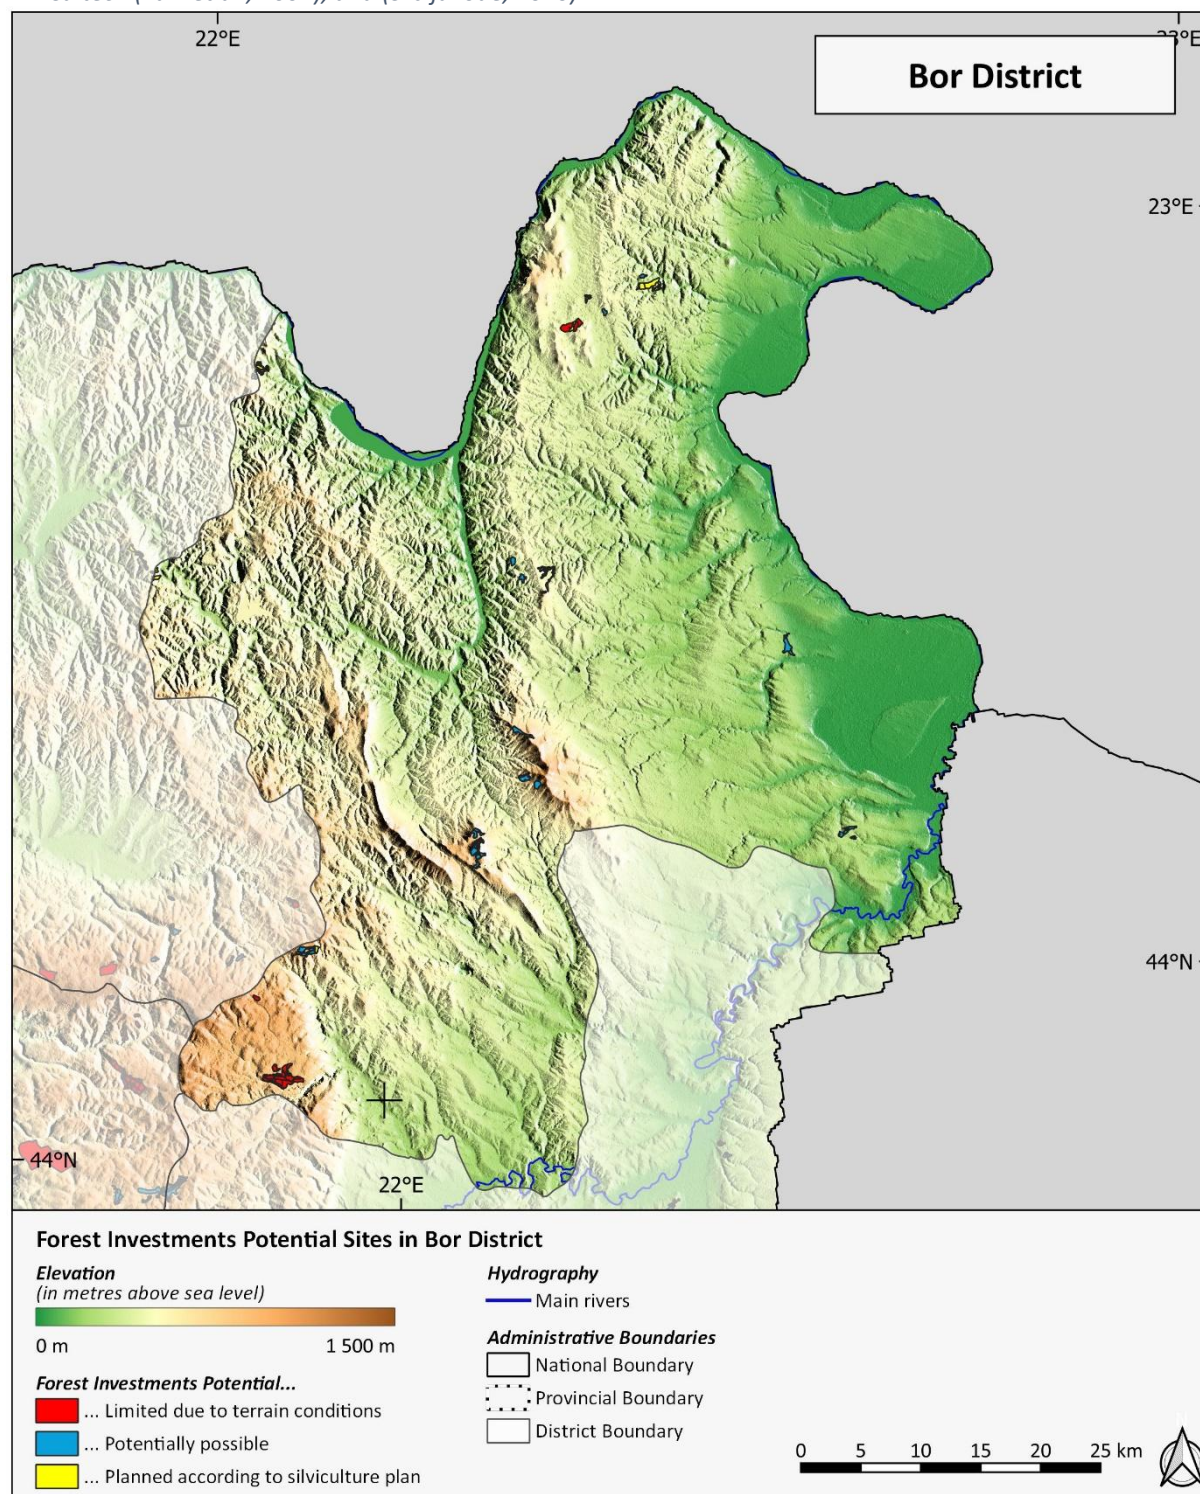 22°E
23°E
Bor District
23°E
44°N
44°N
22°E
Forest Investments Potential Sites in Bor District
Elevation
(in metres above sea level)
0 m
1 500 m
Forest Investments Potential...
... Limited due to terrain conditions
... Potentially possible
... Planned according to silviculture plan
Hydrography
Main rivers
Administrative Boundaries
National Boundary
Provincial Boundary
District Boundary
0 5 10 15 20 25 km